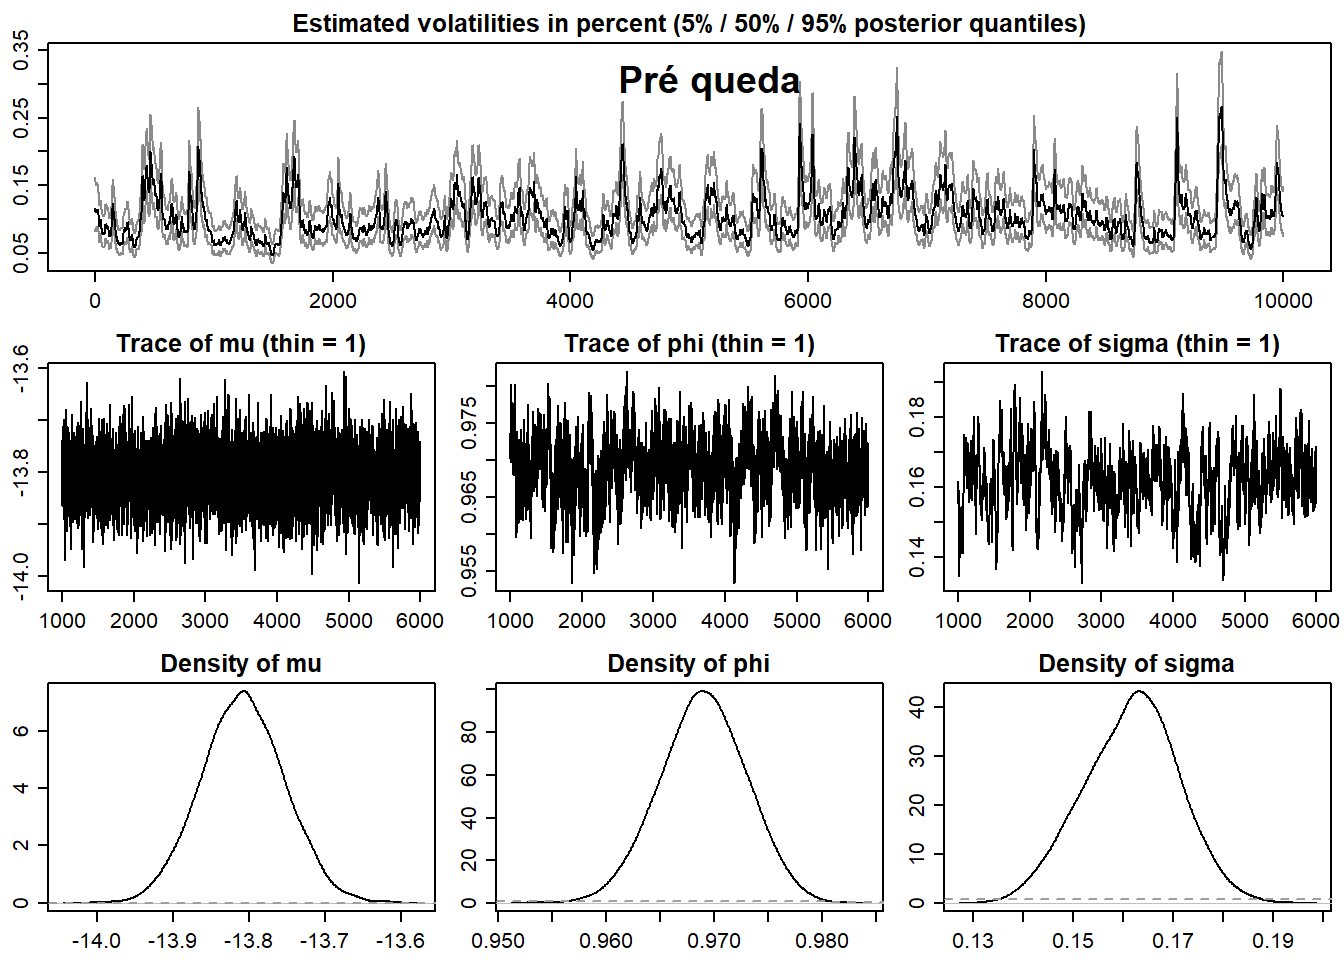 Estimated volatilities in percent (5% / 50% / 95% posterior quantiles)
Pré queda
0.05 0.15 0.25 0.35
0 2000 4000 6000 8000 10000
Trace of mu (thin = 1) Trace of phi (thin = 1) Trace of sigma (thin = 1)
-14.0 -13.8 -13.6
0.955 0.965 0.975
0.14 0.16 0.18
1000 2000 3000 4000 5000 6000 1000 2000 3000 4000 5000 6000 1000 2000 3000 4000 5000 6000
Density of mu Density of phi Density of sigma
0 2 4 6
0 20 40 60 80
0 10 20 30 40
-14.0 -13.9 -13.8 -13.7 -13.6 0.950 0.960 0.970 0.980 0.13 0.15 0.17 0.19